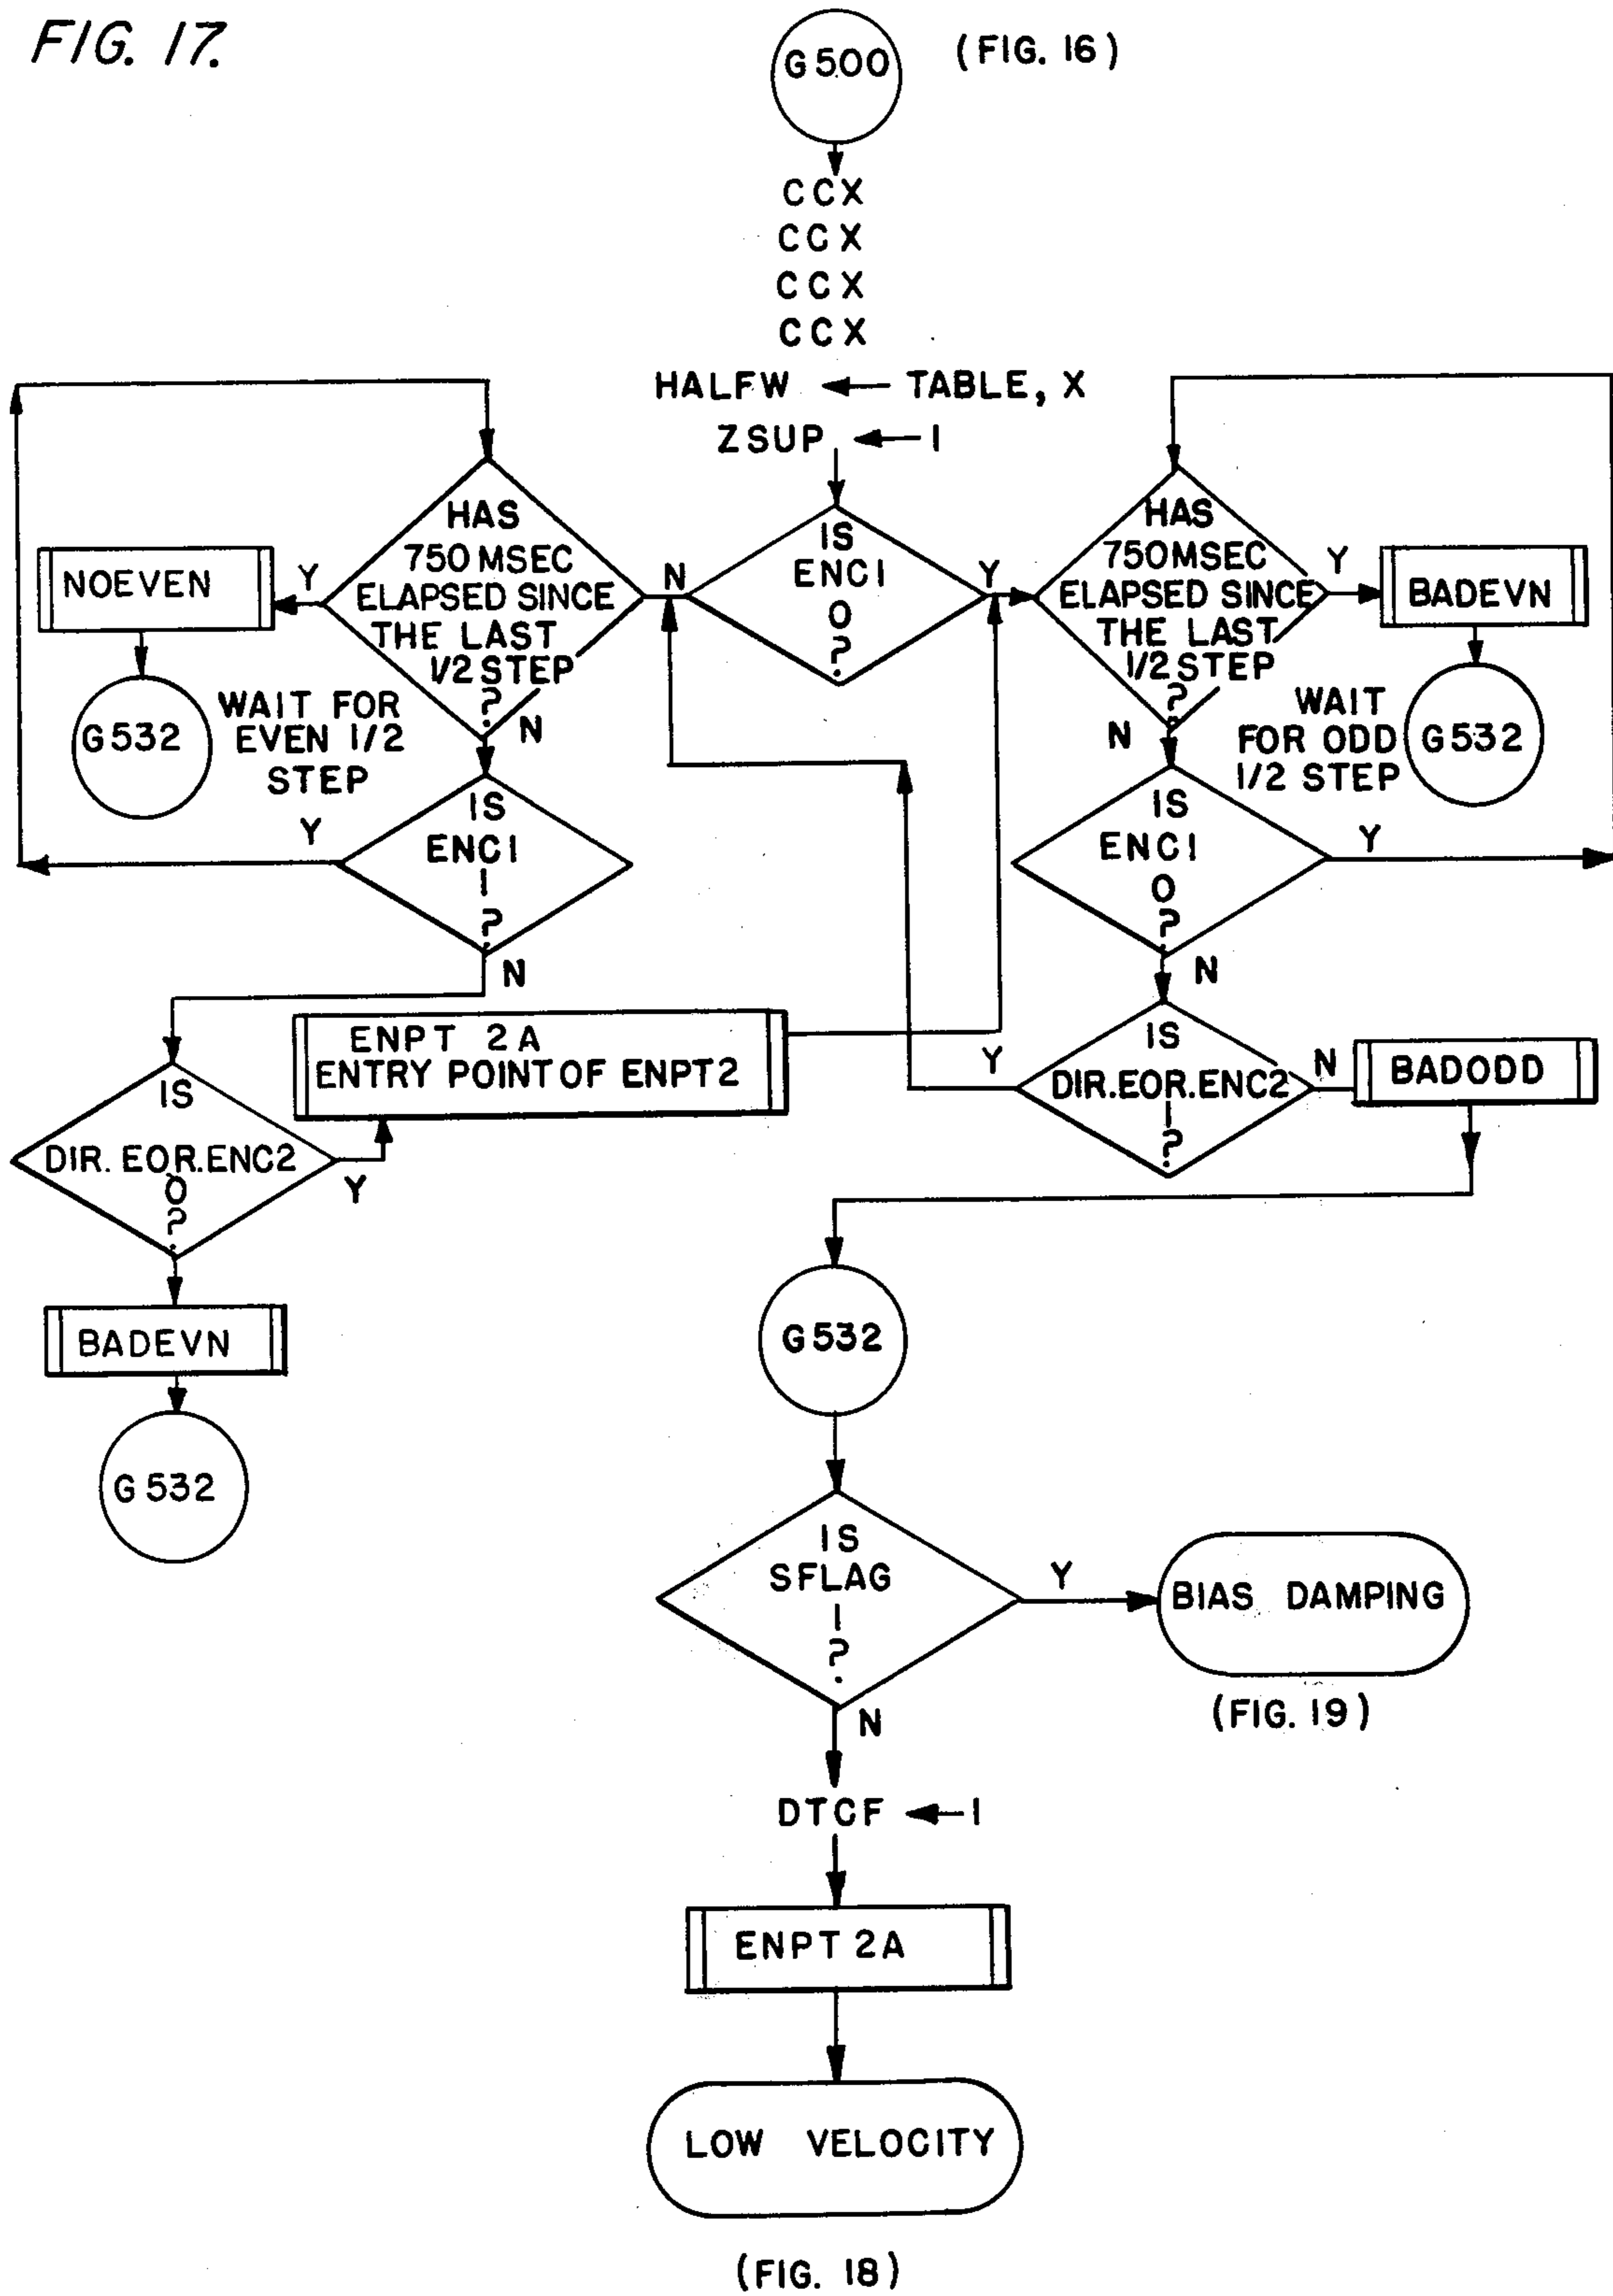 FIG. 17.
G500
(FIG. 16)
CCX
CCX
CCX
CCX
HALFW ← TABLE, X
ZSUP ← 1
HAS
750 MSEC
ELAPSED SINCE
THE LAST
1/2 STEP
?
Y
N
NOEVEN
G532
WAIT FOR
EVEN 1/2
STEP
IS
ENC1
0
?
N
Y
HAS
750MSEC
ELAPSED SINCE
THE LAST
1/2 STEP
?
Y
N
BADEVN
G532
WAIT
FOR ODD
1/2 STEP
IS
ENC1
1
?
Y
N
IS
ENC1
0
?
Y
N
ENPT 2A
ENTRY POINT OF ENPT2
IS
DIR. EOR. ENC2
0
?
Y
BADEVN
G532
IS
DIR.EOR.ENC2
1
?
Y
N
BADODD
G532
IS
SFLAG
1
?
Y
N
BIAS DAMPING
(FIG. 19)
DTCF ← 1
ENPT 2A
LOW VELOCITY
(FIG. 18)